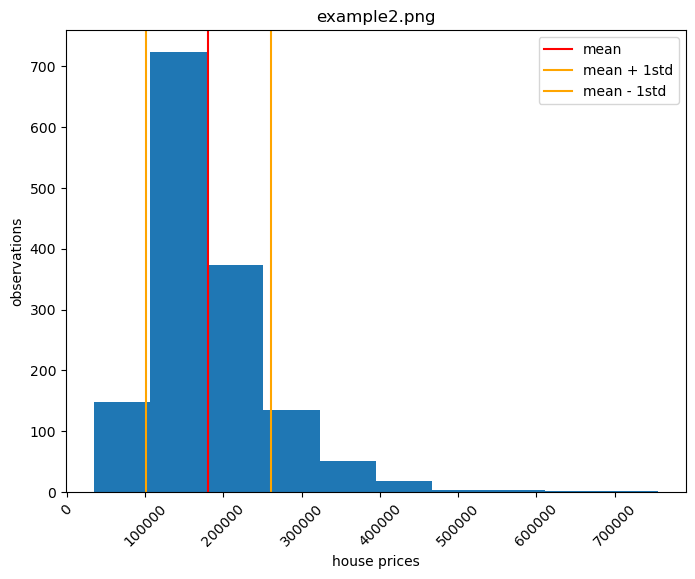 example2.png
mean
mean + 1std
mean - 1std
700
600
500
400
300
200
100
0
observations
0
100000
200000
300000
400000
500000
600000
700000
house prices